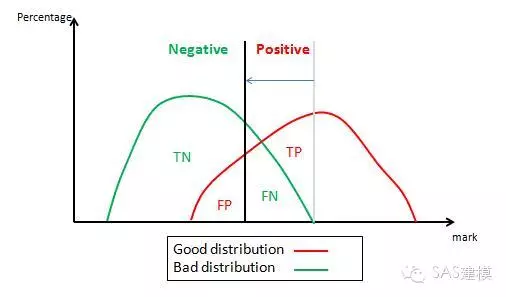 Percentage
Negative
Positive
TN
TP
FP
FN
mark
Good distribution
Bad distribution
SAS建模